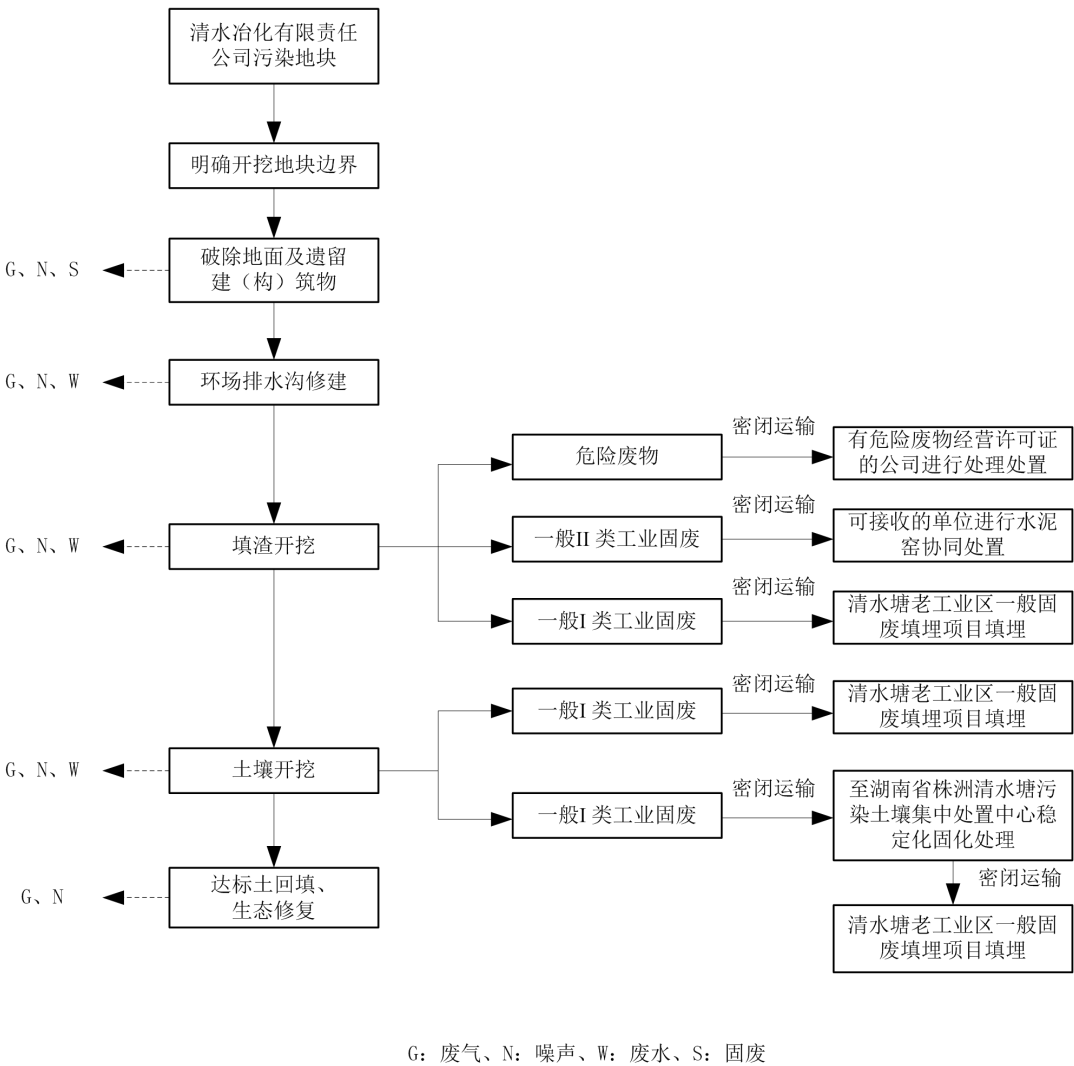 清水冶化有限责任
公司污染地块
明确开挖地块边界
G、N、S
破除地面及遗留
建（构）筑物
G、N、W
环场排水沟修建
危险废物
密闭运输
有危险废物经营许可证
的公司进行处理处置
G、N、W
填渣开挖
一般II 类工业固废
密闭运输
可接收的单位进行水泥
窑协同处置
一般I 类工业固废
密闭运输
清水塘老工业区一般固
废填埋项目填埋
一般I 类工业固废
密闭运输
清水塘老工业区一般固
废填埋项目填埋
G、N、W
土壤开挖
一般I 类工业固废
密闭运输
至湖南省株洲清水塘污
染土壤集中处置中心稳
定化固化处理
密闭运输
清水塘老工业区一般固
废填埋项目填埋
G、N
达标土回填、
生态修复
G：废气、N：噪声、W：废水、S：固废